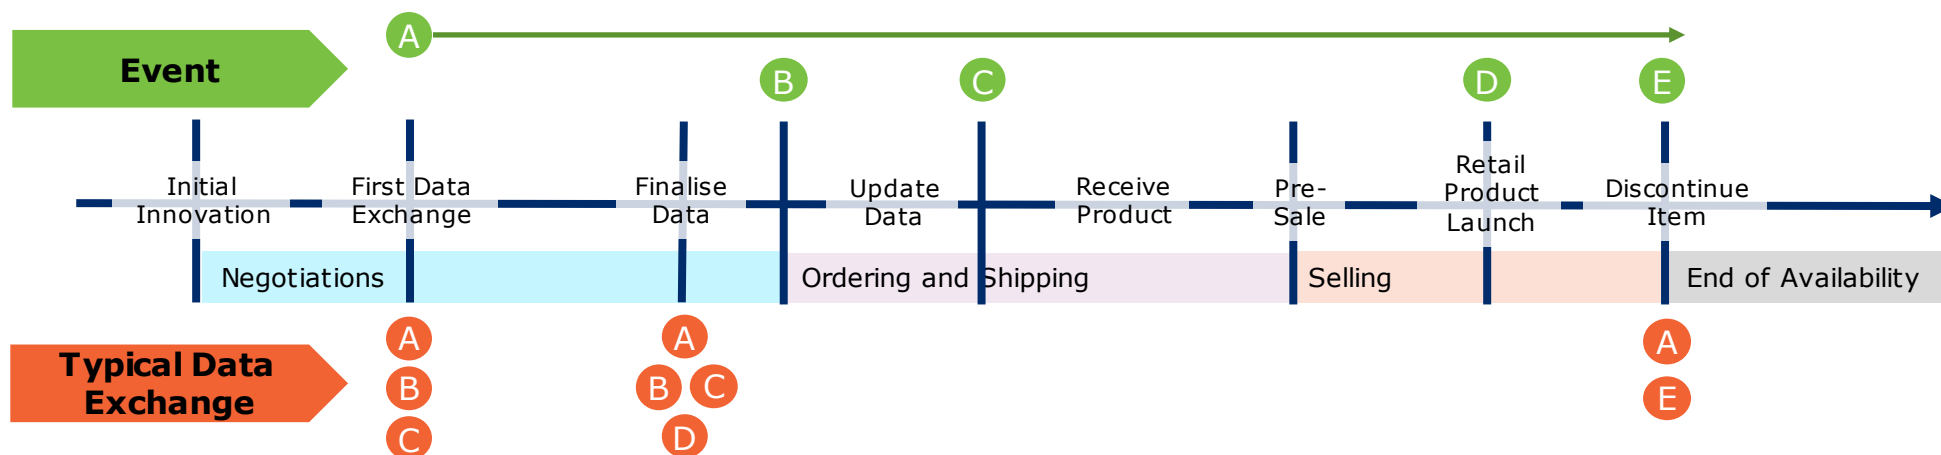 A
Event
B
C
D
E
Initial
Innovation
First Data
Exchange
Finalise
Data
Update
Data
Receive
Product
Pre-
Sale
Retail
Product
Launch
Discontinue
Item
Negotiations
Ordering and Shipping
Selling
End of Availability
Typical Data
Exchange
A
B
C
A
B C
D
A
E